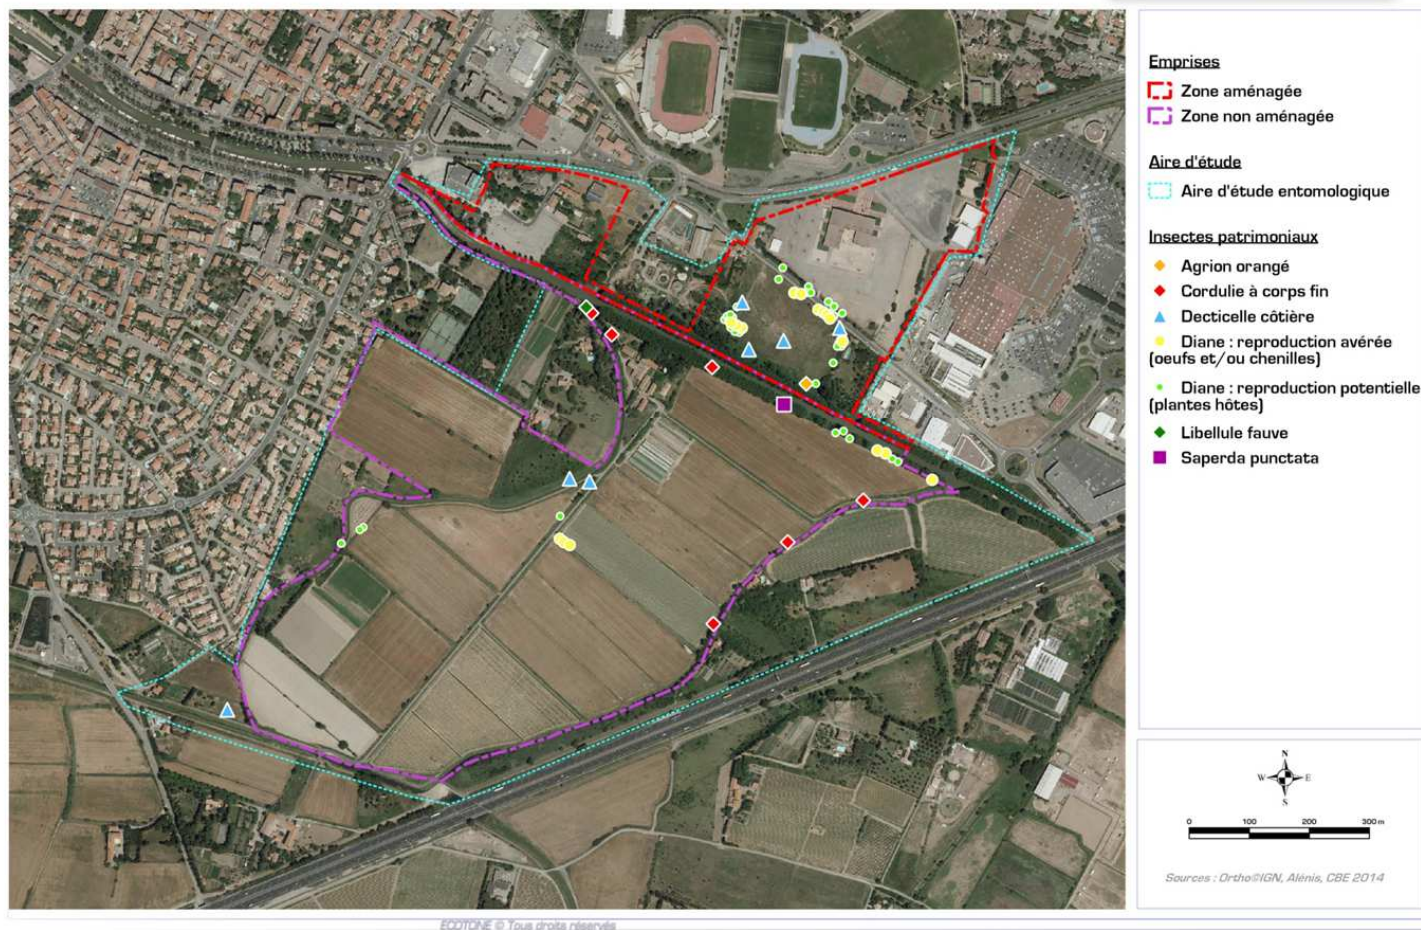 Emprises
Zone aménagée
Zone non aménagée
Aire d'étude
Aire d'étude entomologique
Insectes patrimoniaux
Agrion orangé
Cordulie à corps fin
Decticelle côtière
Diane : reproduction avérée
(oeufs et/ou chenilles)
Diane : reproduction potentielle
(plantes hôtes)
Libellule fauve
Saperda punctata
N
W E
S
0 100 200 300 m
Sources : Ortho©IGN, Alénis, CBE 2014
ECOTONE © Tous droits réservés